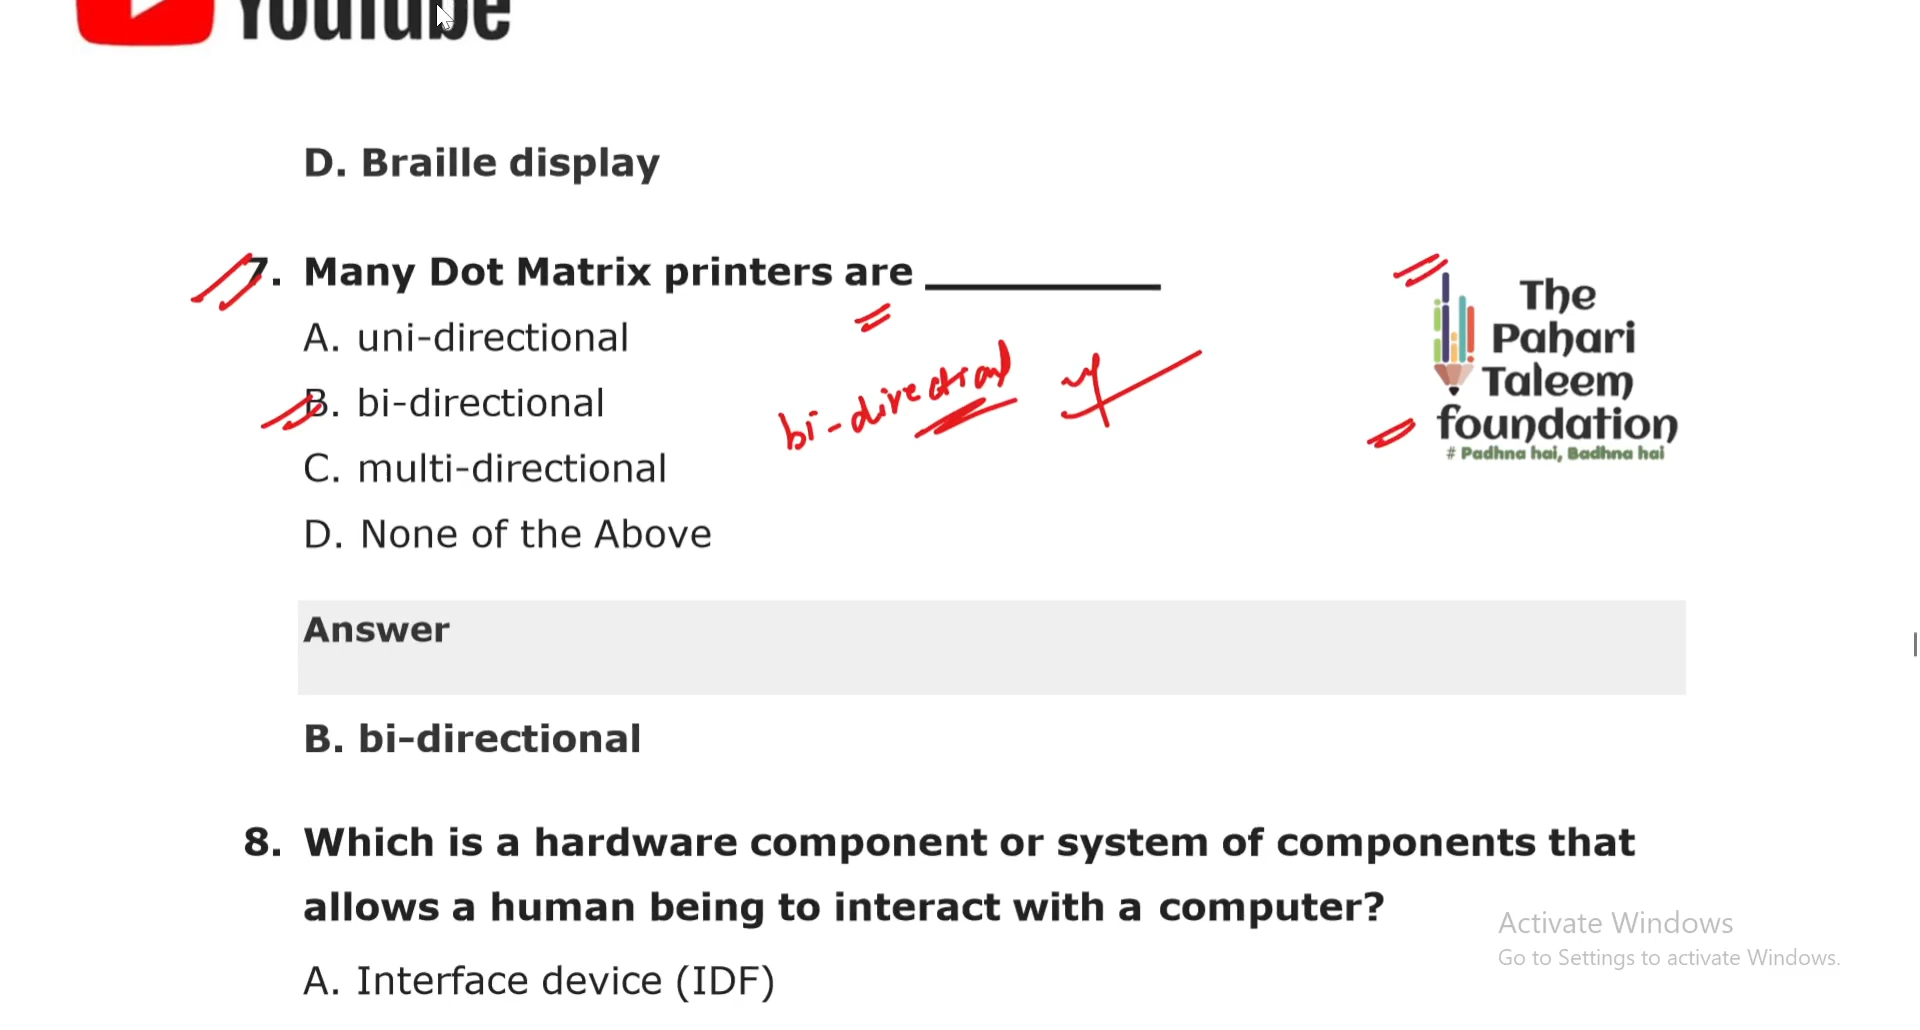 YouTube
D. Braille display
7. Many Dot Matrix printers are ___________
A. uni-directional
B. bi-directional
bi-directional
C. multi-directional
D. None of the Above
The
Pahari
Taleem
foundation
# Padhna hai, Badhna hai
Answer
B. bi-directional
8. Which is a hardware component or system of components that
allows a human being to interact with a computer?
A. Interface device (IDF)
Activate Windows
Go to Settings to activate Windows.